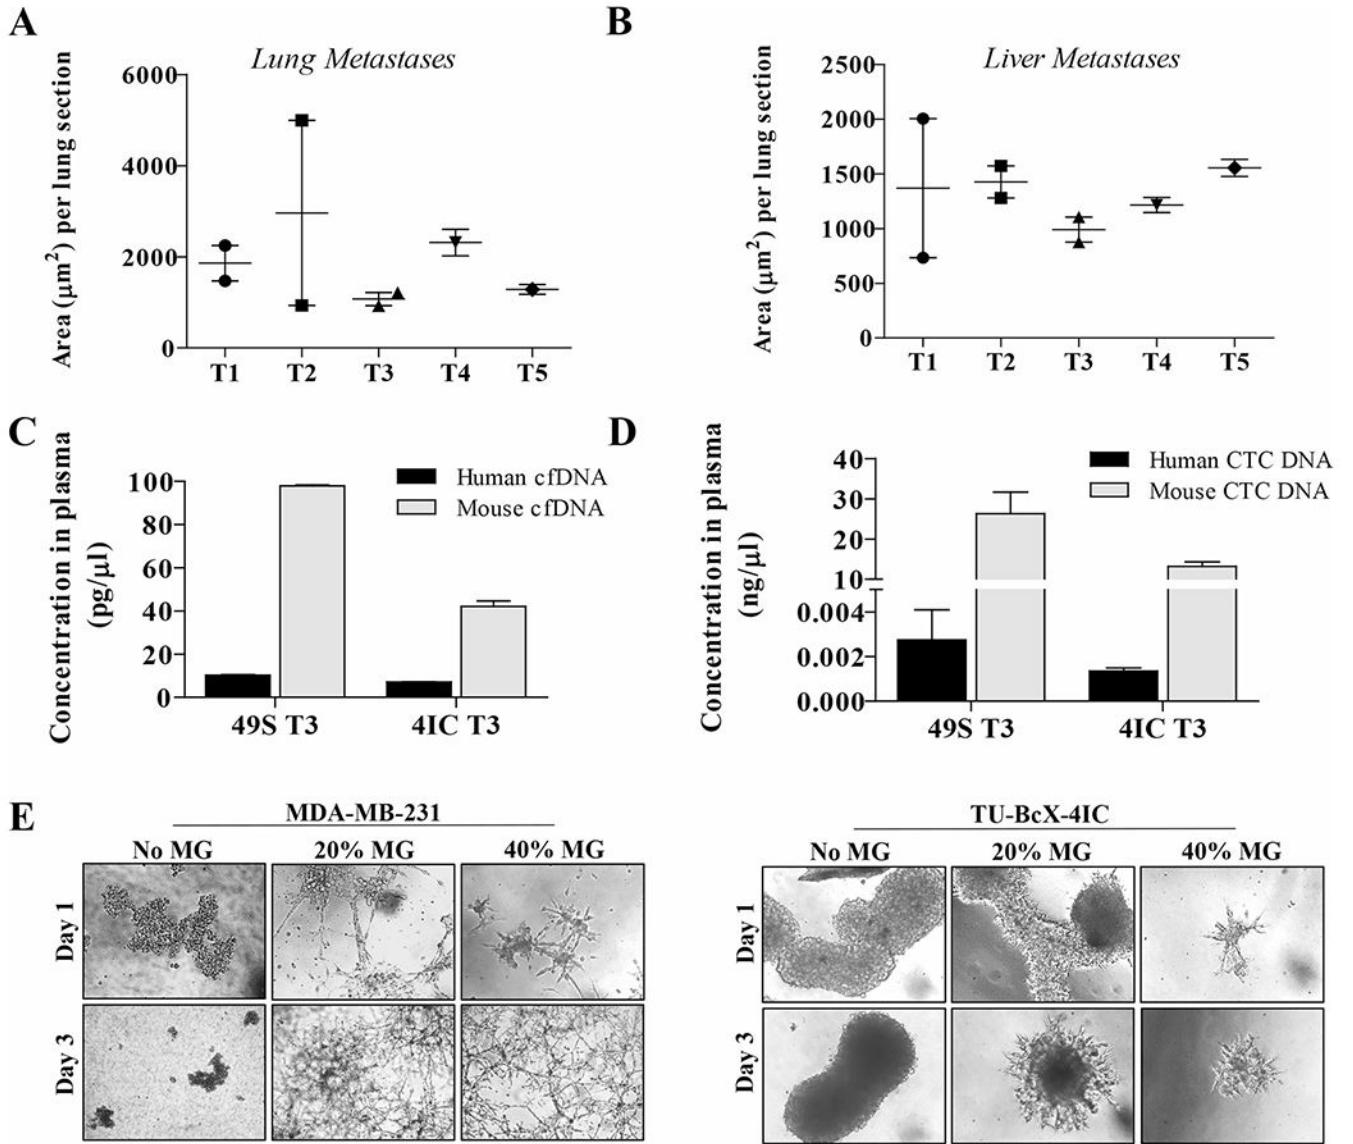 A
Lung Metastases
Area (μm²) per lung section
6000
4000
2000
0
T1 T2 T3 T4 T5
B
Liver Metastases
Area (μm²) per lung section
2500
2000
1500
1000
500
0
T1 T2 T3 T4 T5
C
Concentration in plasma
(pg/μl)
100
80
60
40
20
0
Human cfDNA
Mouse cfDNA
49S T3 4IC T3
D
Concentration in plasma
(ng/μl)
40
30
20
10
0.004
0.002
0.000
Human CTC DNA
Mouse CTC DNA
49S T3 4IC T3
E
MDA-MB-231
No MG 20% MG 40% MG
Day 1
Day 3
TU-BcX-4IC
No MG 20% MG 40% MG
Day 1
Day 3